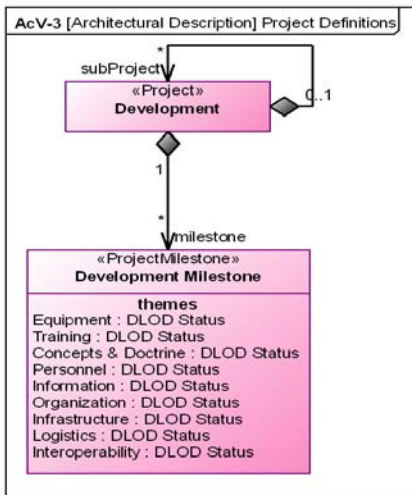 AcV-3 [Architectural Description] Project Definitions
*
subProject
«Project»
Development
0..1
1
*
milestone
«ProjectMilestone»
Development Milestone
themes
Equipment : DLOD Status
Training : DLOD Status
Concepts & Doctrine : DLOD Status
Personnel : DLOD Status
Information : DLOD Status
Organization : DLOD Status
Infrastructure : DLOD Status
Logistics : DLOD Status
Interoperability : DLOD Status